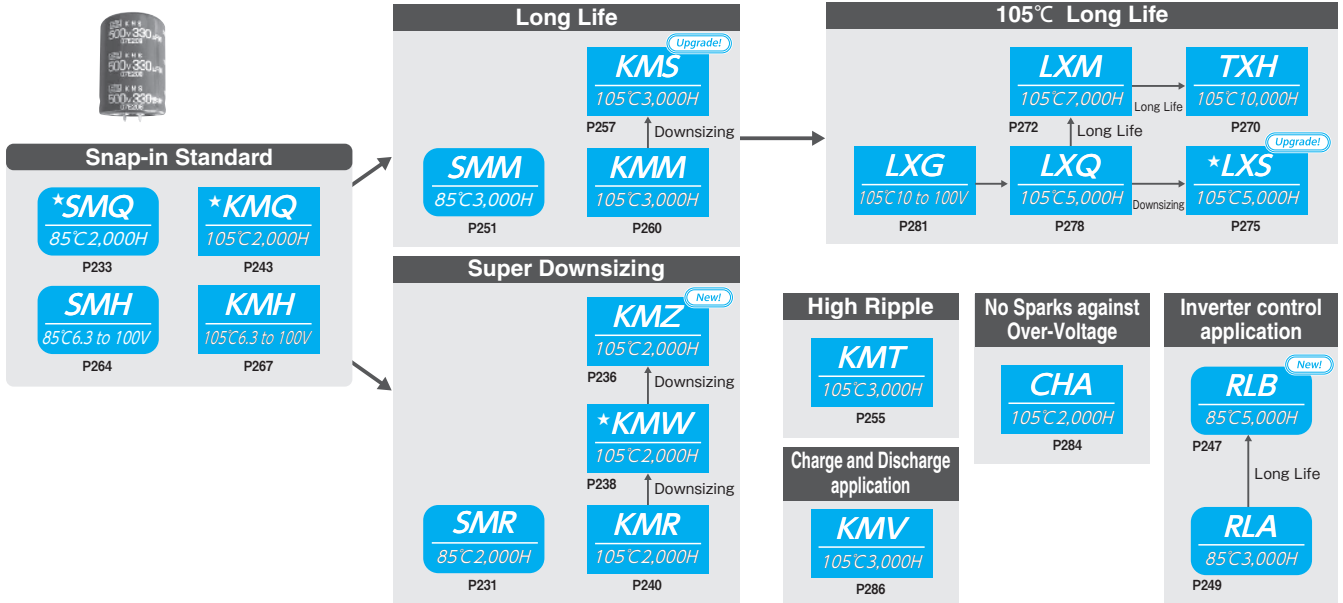 500v330µF
500v330µF
500v330
Snap-in Standard
★SMQ
85℃2,000H
P233
★KMQ
105℃2,000H
P243
SMH
85℃6.3 to 100V
P264
KMH
105℃6.3 to 100V
P267
Long Life
Upgrade!
KMS
105℃3,000H
P257
Downsizing
SMM
85℃3,000H
P251
KMM
105℃3,000H
P260
Super Downsizing
New!
KMZ
105℃2,000H
P236
Downsizing
★KMW
105℃2,000H
P238
Downsizing
SMR
85℃2,000H
P231
KMR
105℃2,000H
P240
105℃ Long Life
LXM
105℃7,000H
P272
Long Life
TXH
105℃10,000H
P270
Long Life
Upgrade!
LXG
105℃10 to 100V
P281
LXQ
105℃5,000H
P278
Downsizing
★LXS
105℃5,000H
P275
High Ripple
KMT
105℃3,000H
P255
Charge and Discharge
application
KMV
105℃3,000H
P286
No Sparks against
Over-Voltage
CHA
105℃2,000H
P284
Inverter control
application
New!
RLB
85℃5,000H
P247
Long Life
RLA
85℃3,000H
P249